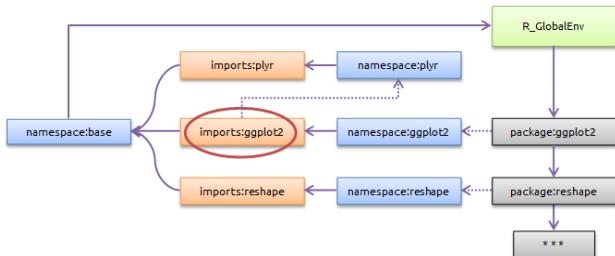 R_GlobalEnv
imports:plyr
namespace:plyr
namespace:base
imports:ggplot2
namespace:ggplot2
package:ggplot2
imports:reshape
namespace:reshape
package:reshape
***